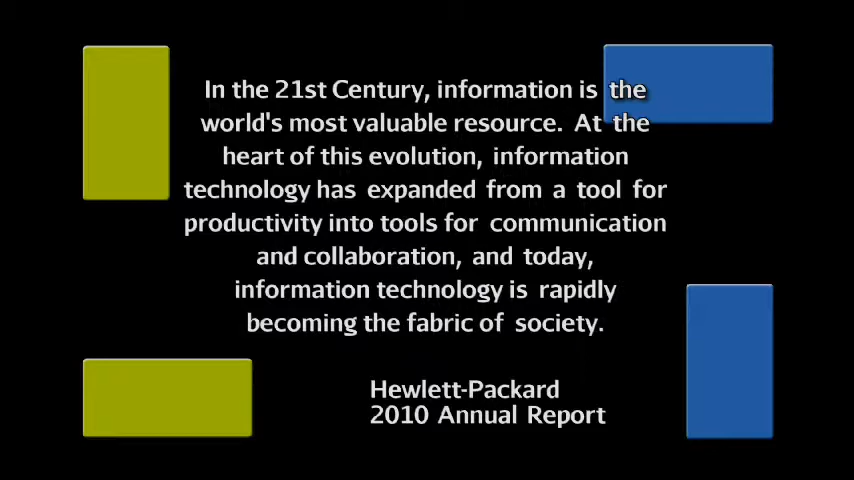 In the 21st Century, information is the
world's most valuable resource. At the
heart of this evolution, information
technology has expanded from a tool for
productivity into tools for communication
and collaboration, and today,
information technology is rapidly
becoming the fabric of society.
Hewlett-Packard
2010 Annual Report